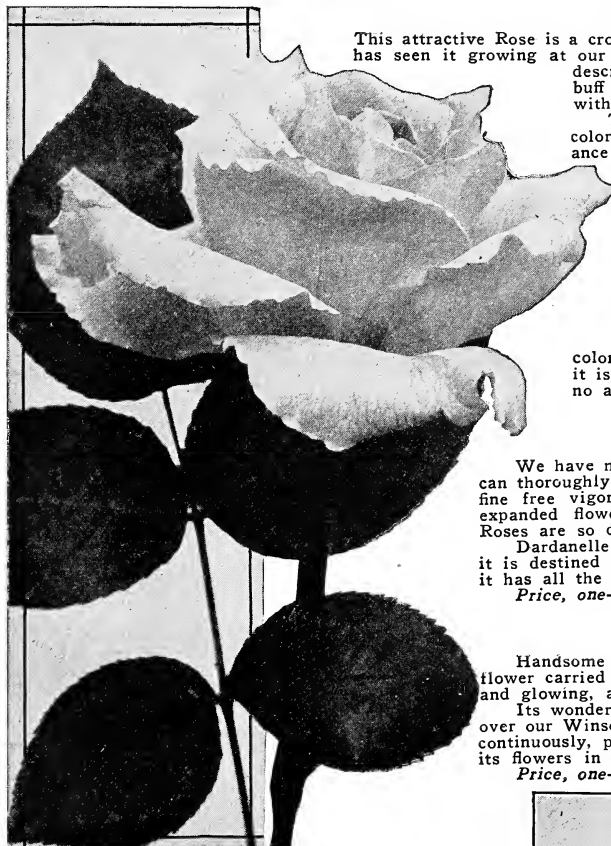 This attractive Rose is a cro
has seen it growing at our
descr
buff
with
color
ance
color
it is
no a
We have n
can thoroughly
fine free vigor
expanded flowe
Roses are so o
Dardanelle
it is destined
it has all the
Price, one-
Handsome
flower carried
and glowing, a
Its wonder
over our Winso
continuously, p
its flowers in
Price, one-